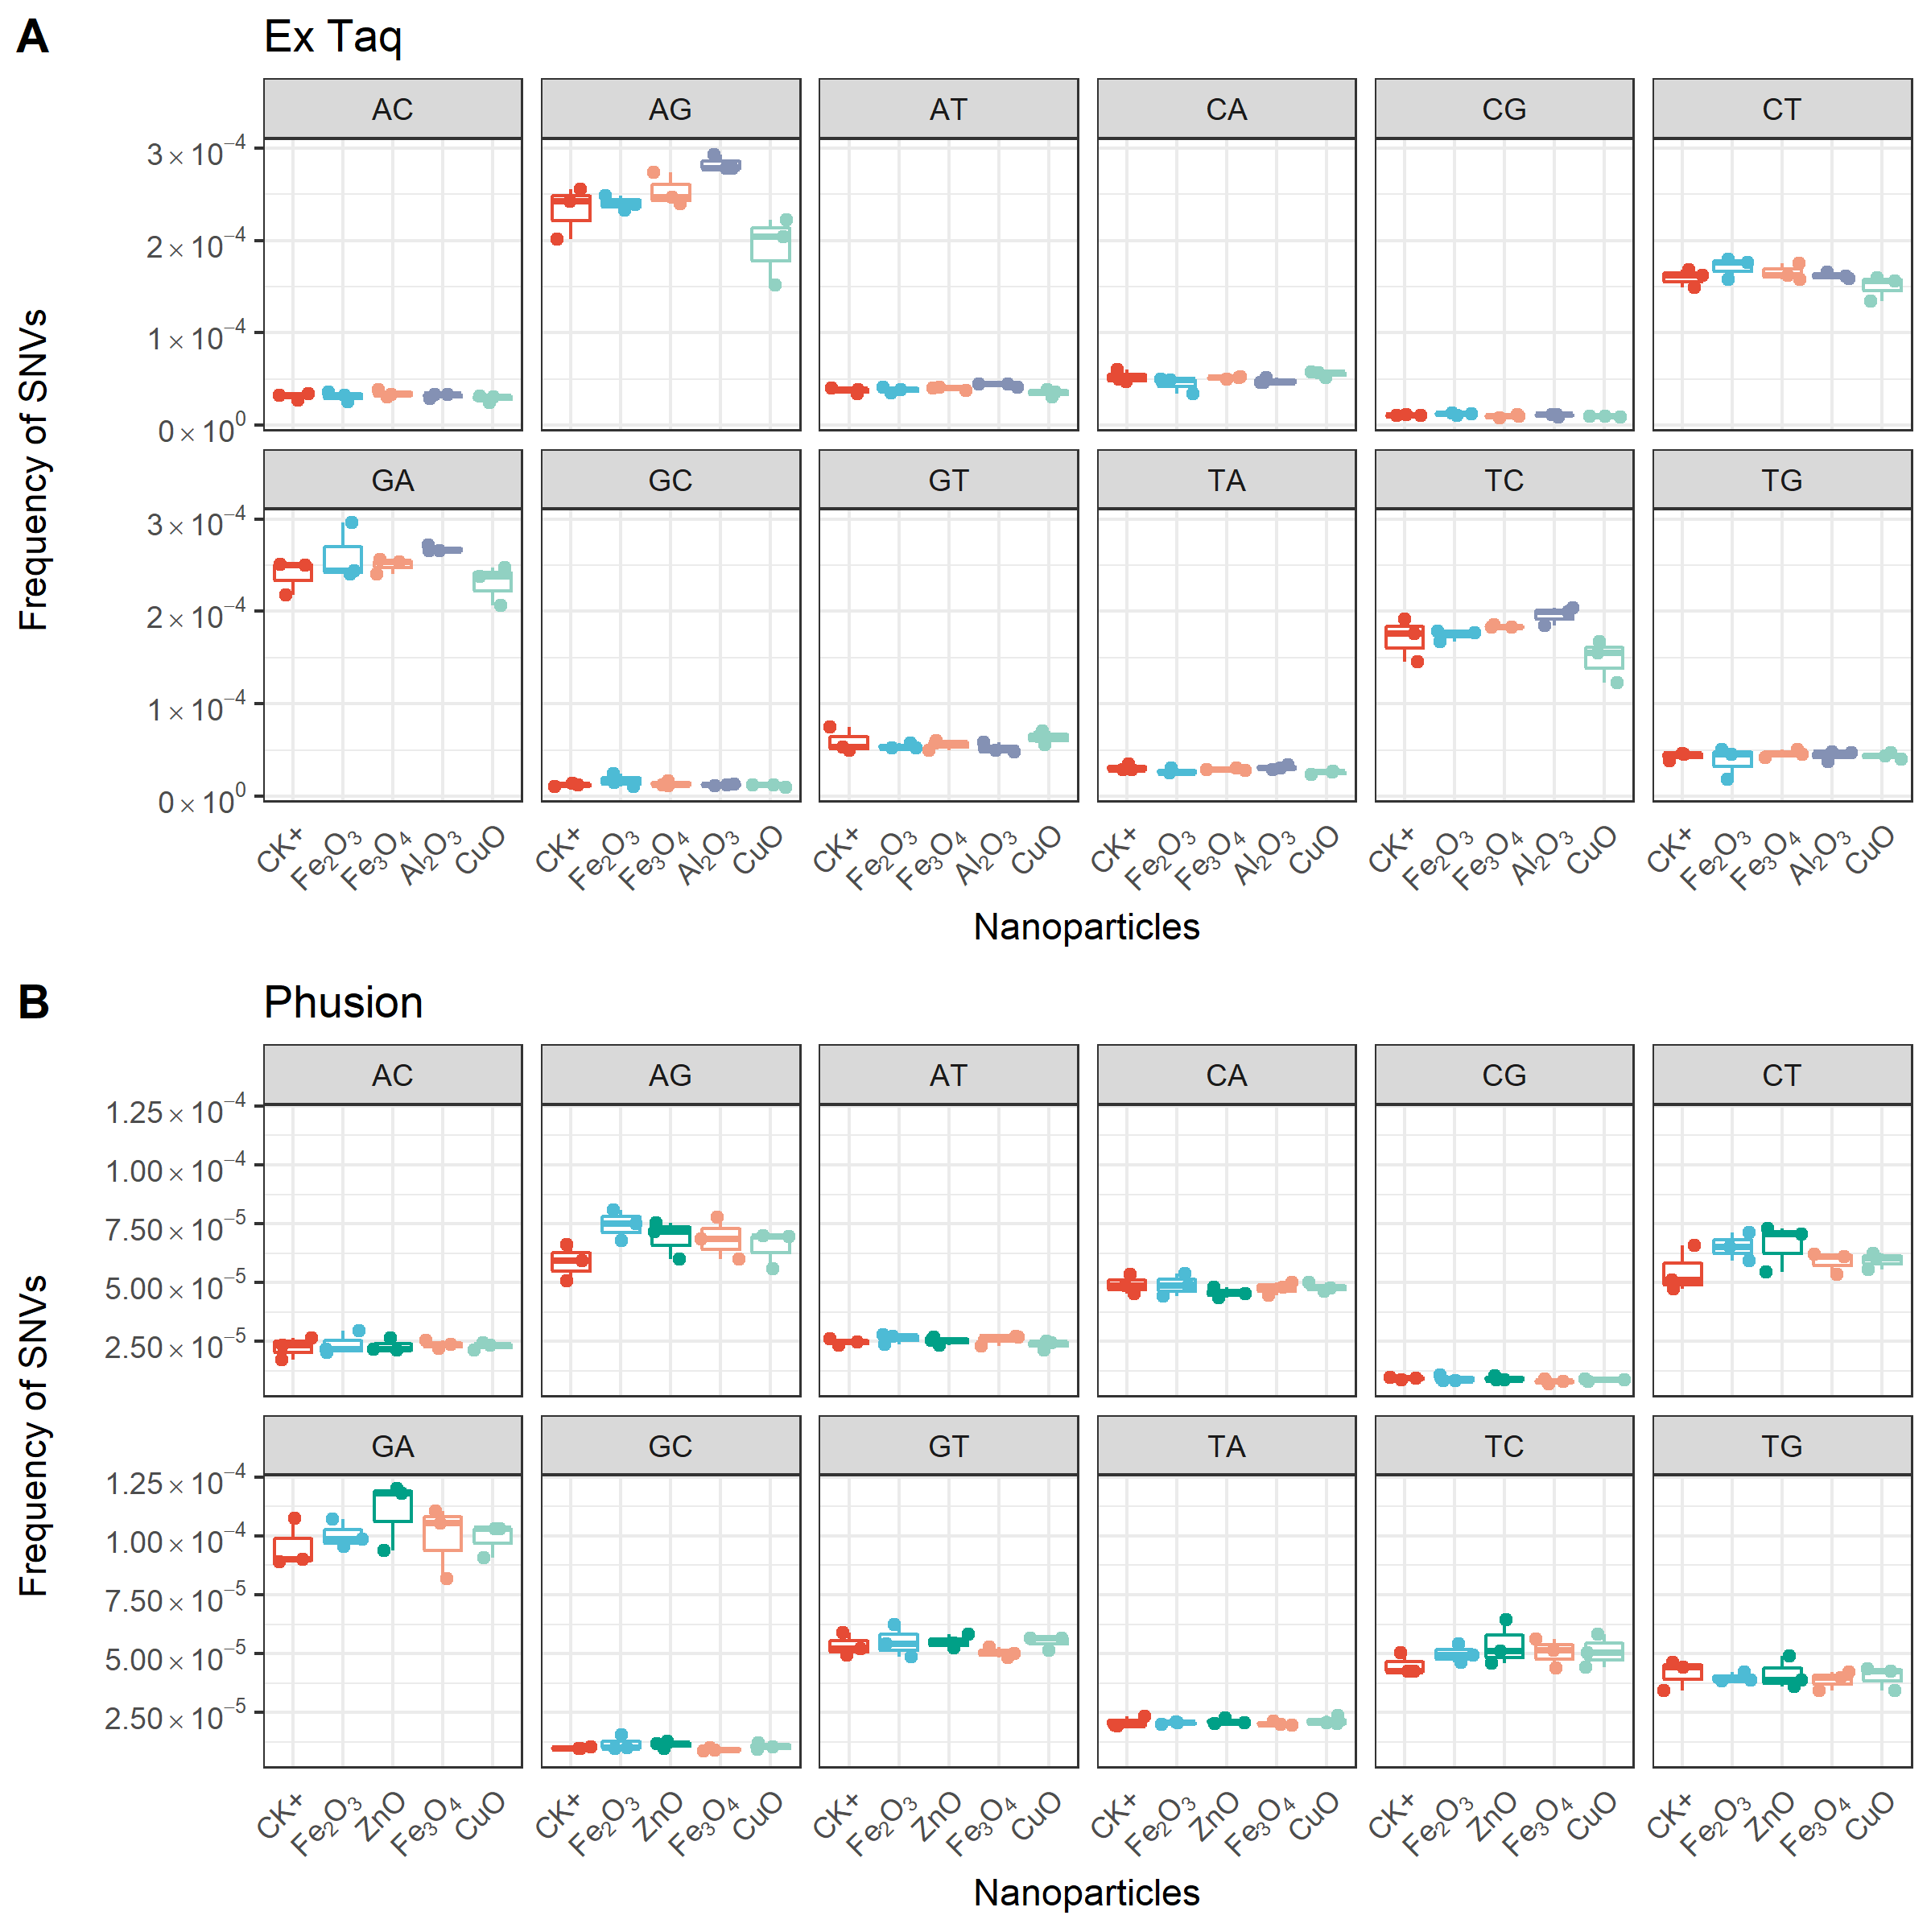 A Ex Taq
AC AG AT CA CG CT
3 × 10⁻⁴
2 × 10⁻⁴
1 × 10⁻⁴
0 × 10⁰
GA GC GT TA TC TG
3 × 10⁻⁴
2 × 10⁻⁴
1 × 10⁻⁴
0 × 10⁰
Frequency of SNVs
CK+ Fe₂O₃ Fe₃O₄ Al₂O₃ CuO CK+ Fe₂O₃ Fe₃O₄ Al₂O₃ CuO CK+ Fe₂O₃ Fe₃O₄ Al₂O₃ CuO CK+ Fe₂O₃ Fe₃O₄ Al₂O₃ CuO CK+ Fe₂O₃ Fe₃O₄ Al₂O₃ CuO CK+ Fe₂O₃ Fe₃O₄ Al₂O₃ CuO
Nanoparticles
B Phusion
AC AG AT CA CG CT
1.25 × 10⁻⁴
1.00 × 10⁻⁴
7.50 × 10⁻⁵
5.00 × 10⁻⁵
2.50 × 10⁻⁵
GA GC GT TA TC TG
1.25 × 10⁻⁴
1.00 × 10⁻⁴
7.50 × 10⁻⁵
5.00 × 10⁻⁵
2.50 × 10⁻⁵
Frequency of SNVs
CK+ Fe₂O₃ ZnO Fe₃O₄ CuO CK+ Fe₂O₃ ZnO Fe₃O₄ CuO CK+ Fe₂O₃ ZnO Fe₃O₄ CuO CK+ Fe₂O₃ ZnO Fe₃O₄ CuO CK+ Fe₂O₃ ZnO Fe₃O₄ CuO CK+ Fe₂O₃ ZnO Fe₃O₄ CuO
Nanoparticles